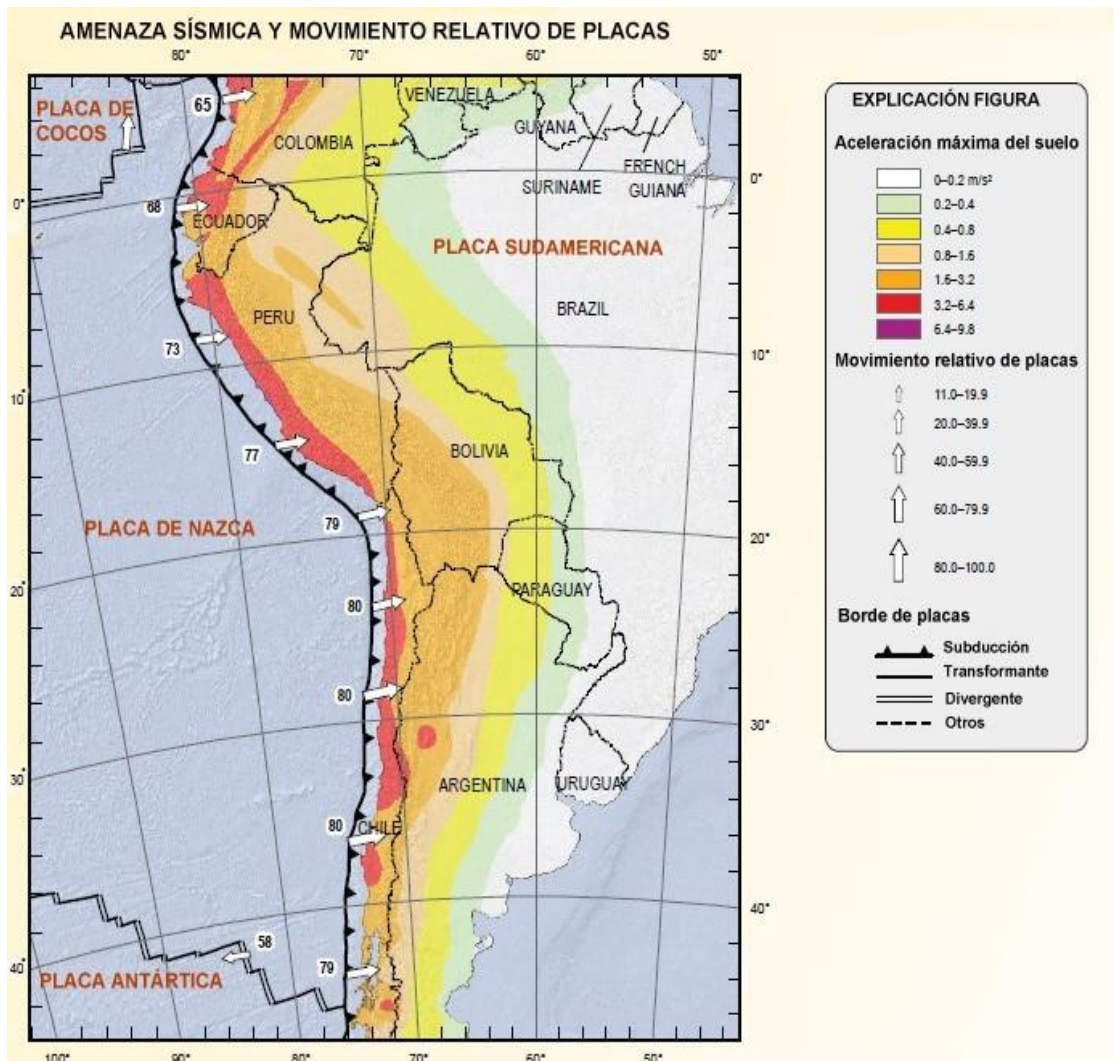 AMENAZA SÍSMICA Y MOVIMIENTO RELATIVO DE PLACAS
80° 70° 60° 50°
PLACA DE
COCOS
65
VENEZUELA
COLOMBIA
GUYANA
SURINAME
FRENCH
GUIANA
0°
0°
68
ECUADOR
PLACA SUDAMERICANA
PERU
BRAZIL
73
10°
10°
77
BOLIVIA
PLACA DE NAZCA
79
20°
20°
80
PARAGUAY
80
30°
30°
ARGENTINA
URUGUAY
80
CHILE
40°
58
40°
79
PLACA ANTÁRTICA
100° 90° 80° 70° 60° 50°
EXPLICACIÓN FIGURA
Aceleración máxima del suelo
0–0.2 m/s²
0.2–0.4
0.4–0.8
0.8–1.6
1.6–3.2
3.2–6.4
6.4–9.8
Movimiento relativo de placas
11.0–19.9
20.0–39.9
40.0–59.9
60.0–79.9
80.0–100.0
Borde de placas
Subducción
Transformante
Divergente
Otros